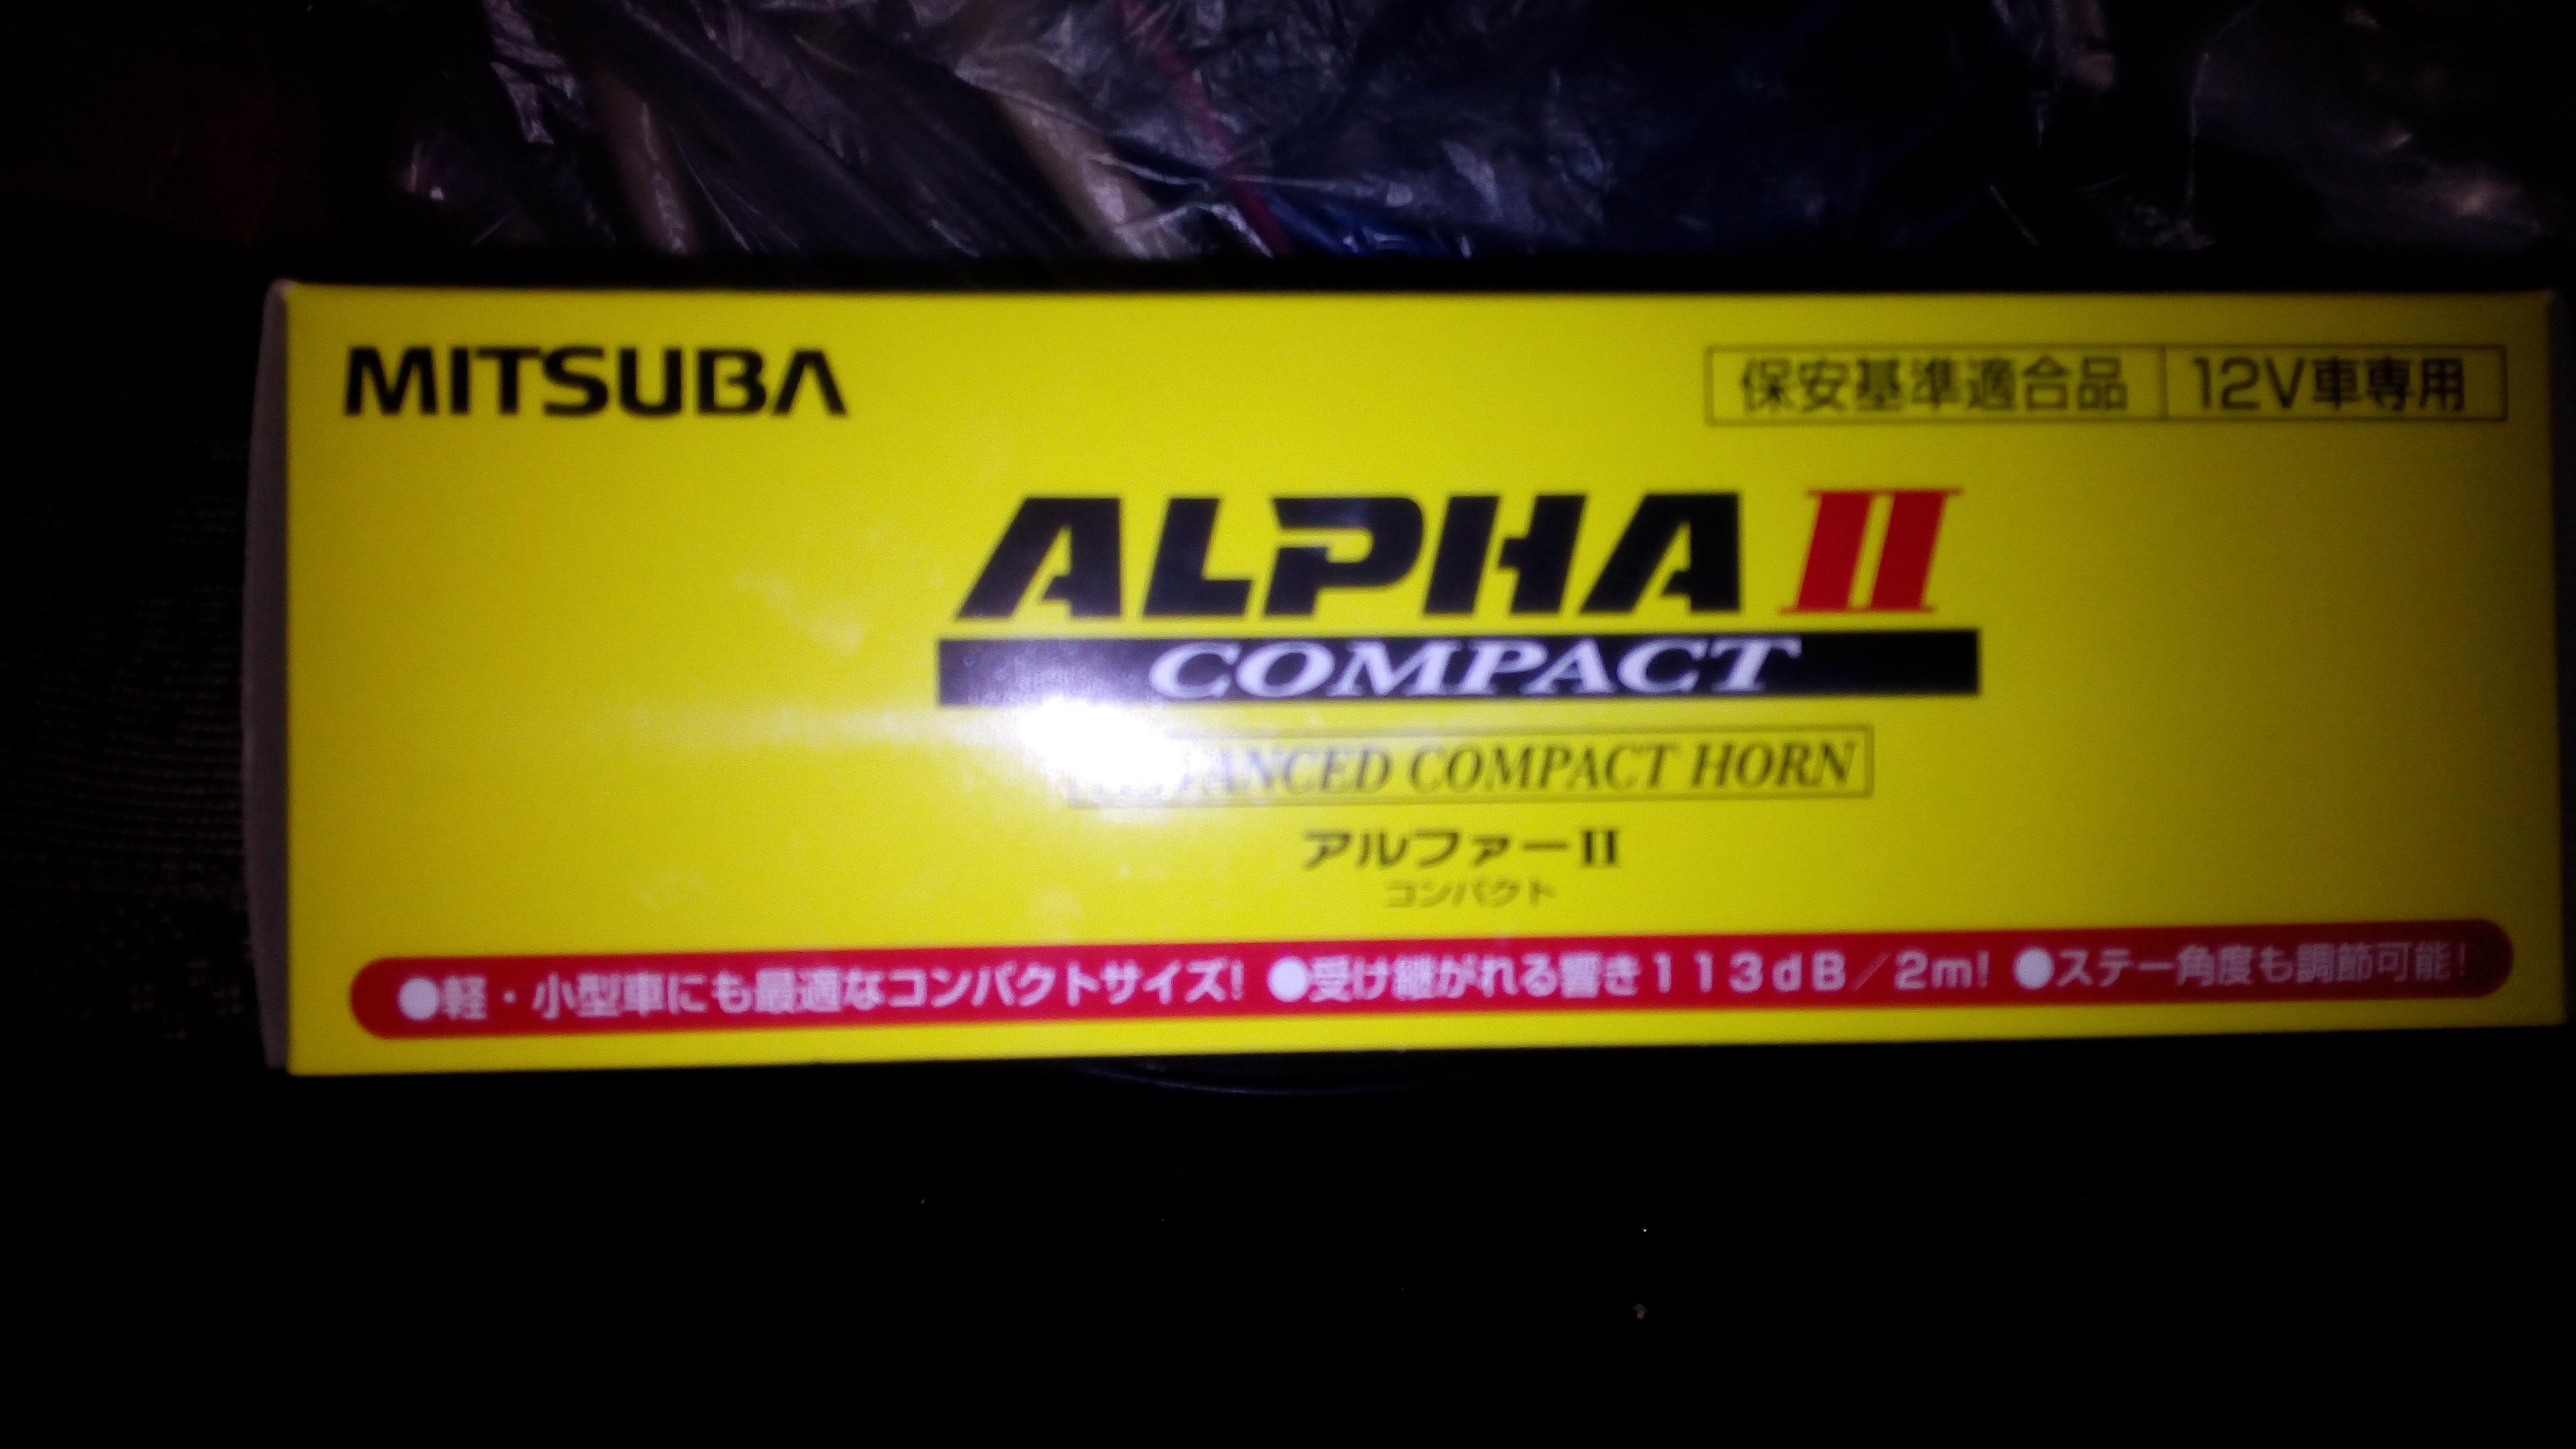 MITSUBA
保安基準適合品 12V車専用
ALPHA II
COMPACT
COMPACT HORN
アルファーII
コンパクト
●軽・小型車にも最適なコンパクトサイズ! ●受け継がれる響き113dB/2m! ●ステー角度も調節可能!